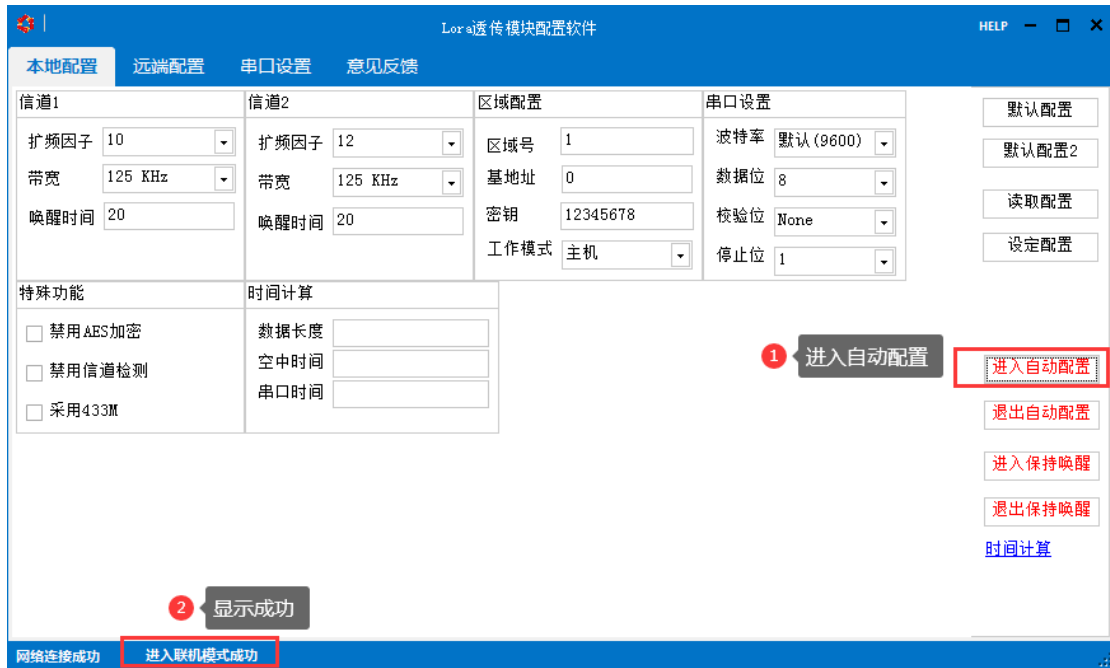 Lora透传模块配置软件
HELP
本地配置 远端配置 串口设置 意见反馈
信道1
扩频因子 10
带宽 125 KHz
唤醒时间 20
信道2
扩频因子 12
带宽 125 KHz
唤醒时间 20
区域配置
区域号 1
基地址 0
密钥 12345678
工作模式 主机
串口设置
波特率 默认(9600)
数据位 8
校验位 None
停止位 1
默认配置
默认配置2
读取配置
设定配置
特殊功能
禁用AES加密
禁用信道检测
采用433M
时间计算
数据长度
空中时间
串口时间
1 进入自动配置
进入自动配置
退出自动配置
进入保持唤醒
退出保持唤醒
时间计算
2 显示成功
网络连接成功 进入联机模式成功